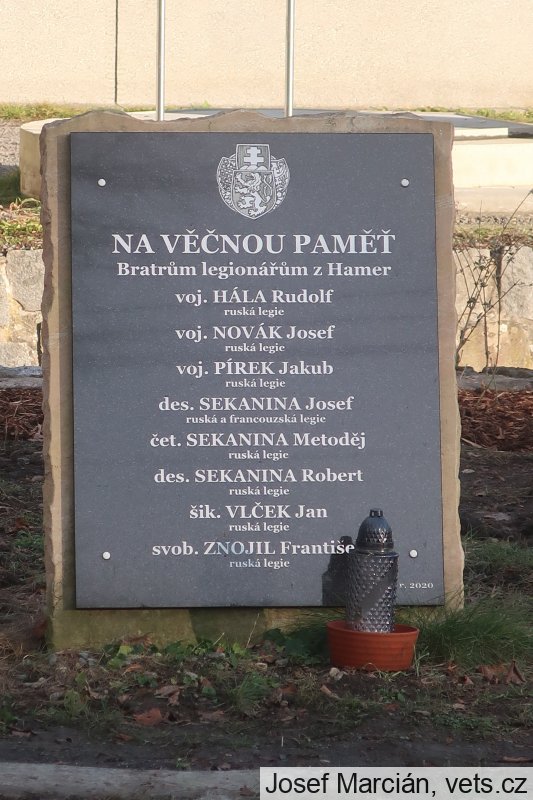 NA VĚČNOU PAMĚŤ
Bratrům legionářům z Hamer
voj. HÁLA Rudolf
ruská legie
voj. NOVÁK Josef
ruská legie
voj. PÍREK Jakub
ruská legie
des. SEKANINA Josef
ruská a francouzská legie
čet. SEKANINA Metoděj
ruská legie
des. SEKANINA Robert
ruská legie
šik. VLČEK Jan
ruská legie
svob. ZNOJIL Františe
ruská legie
r. 2020
Josef Marcián, vets.cz